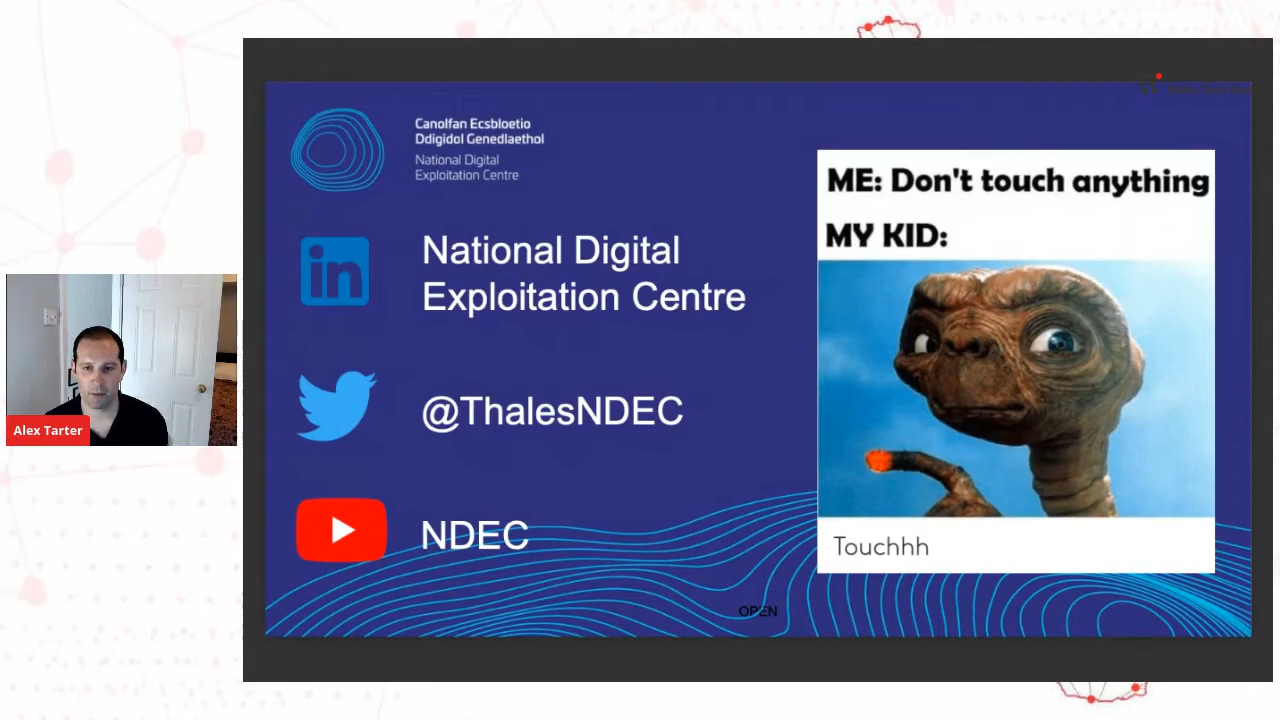 Canolfan Ecsbloetio
Ddigidol Genedlaethol
National Digital
Exploitation Centre
in
National Digital
Exploitation Centre
@ThalesNDEC
NDEC
ME: Don't touch anything
MY KID:
Touchhh
OPEN
Alex Tarter